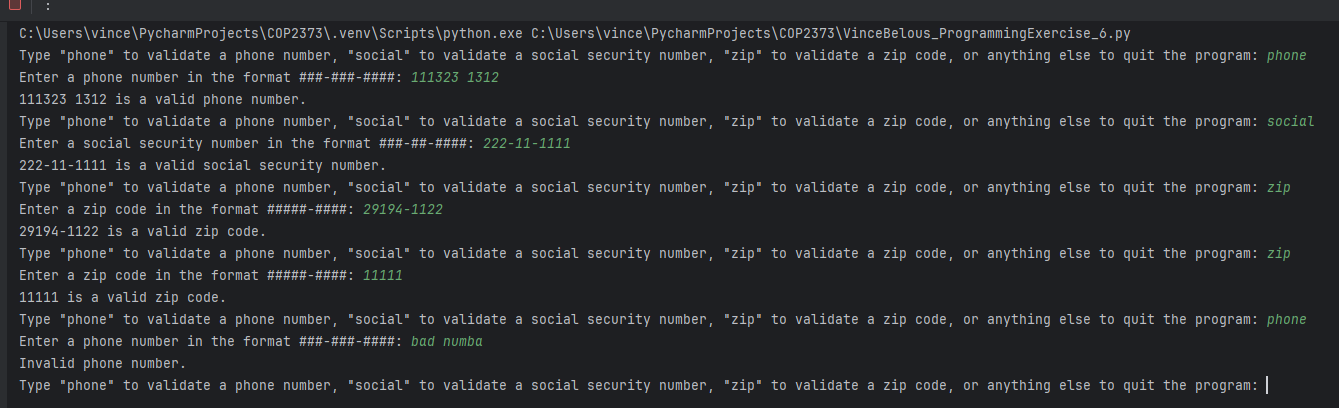 :
C:\Users\vince\PycharmProjects\COP2373\.venv\Scripts\python.exe C:\Users\vince\PycharmProjects\COP2373\VinceBelous_ProgrammingExercise_6.py
Type "phone" to validate a phone number, "social" to validate a social security number, "zip" to validate a zip code, or anything else to quit the program: phone
Enter a phone number in the format ###-###-####: 111323 1312
111323 1312 is a valid phone number.
Type "phone" to validate a phone number, "social" to validate a social security number, "zip" to validate a zip code, or anything else to quit the program: social
Enter a social security number in the format ###-##-####: 222-11-1111
222-11-1111 is a valid social security number.
Type "phone" to validate a phone number, "social" to validate a social security number, "zip" to validate a zip code, or anything else to quit the program: zip
Enter a zip code in the format #####-####: 29194-1122
29194-1122 is a valid zip code.
Type "phone" to validate a phone number, "social" to validate a social security number, "zip" to validate a zip code, or anything else to quit the program: zip
Enter a zip code in the format #####-####: 11111
11111 is a valid zip code.
Type "phone" to validate a phone number, "social" to validate a social security number, "zip" to validate a zip code, or anything else to quit the program: phone
Enter a phone number in the format ###-###-####: bad numba
Invalid phone number.
Type "phone" to validate a phone number, "social" to validate a social security number, "zip" to validate a zip code, or anything else to quit the program: